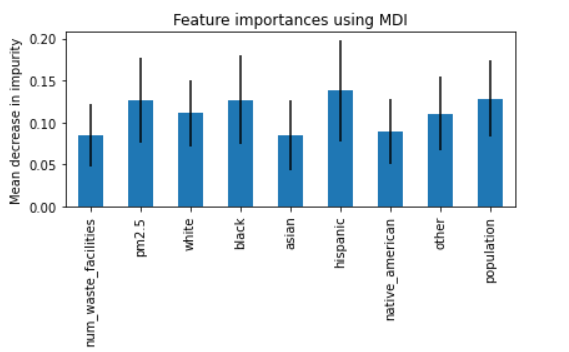 Feature importances using MDI
Mean decrease in impurity
0.20
0.15
0.10
0.05
0.00
num_waste_facilities
pm2.5
white
black
asian
hispanic
native_american
other
population